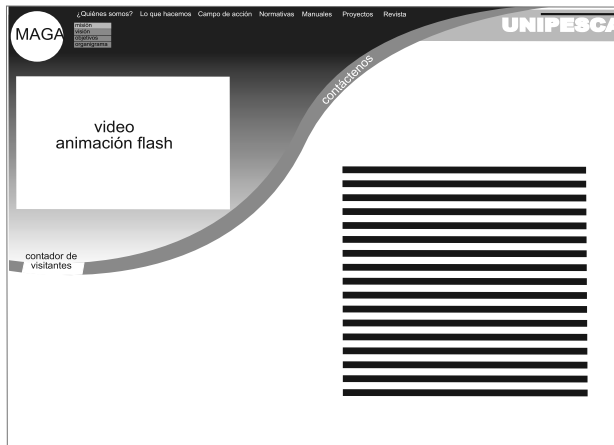 ¿Quiénes somos? Lo que hacemos Campo de acción Normativas Manuales Proyectos Revista
MAGA
misión
visión
objetivos
organigrama
UNIPESCA
contáctenos
video
animación flash
contador de
visitantes